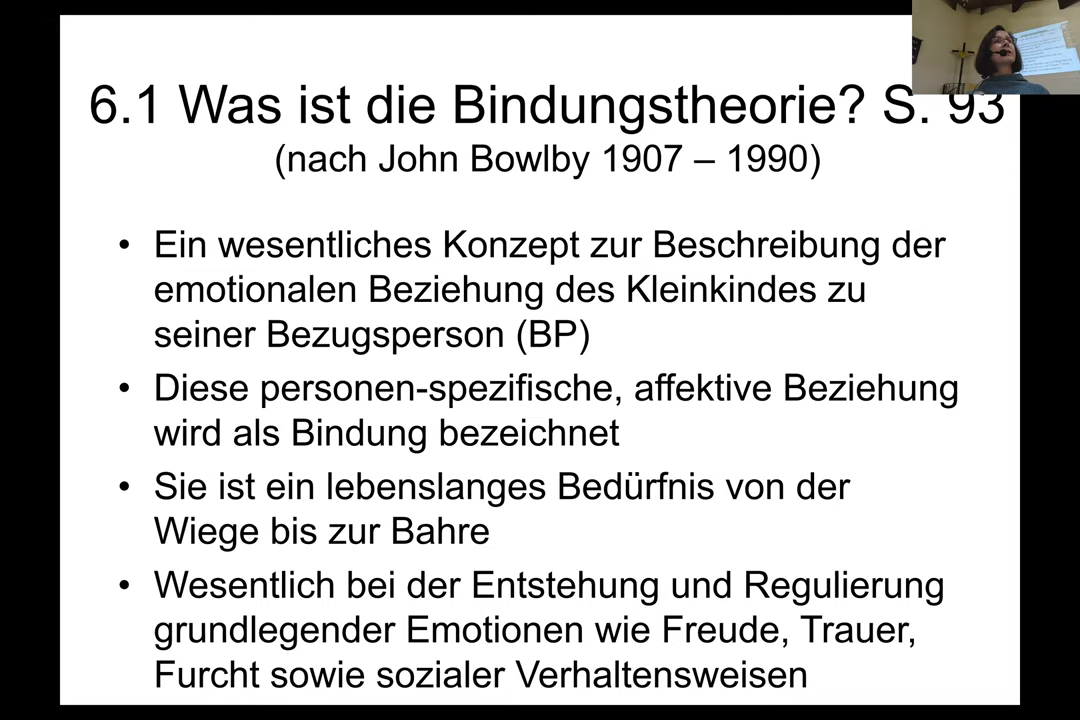 6.1 Was ist die Bindungstheorie? S. 93
(nach John Bowlby 1907 – 1990)
• Ein wesentliches Konzept zur Beschreibung der
emotionalen Beziehung des Kleinkindes zu
seiner Bezugsperson (BP)
• Diese personen-spezifische, affektive Beziehung
wird als Bindung bezeichnet
• Sie ist ein lebenslanges Bedürfnis von der
Wiege bis zur Bahre
• Wesentlich bei der Entstehung und Regulierung
grundlegender Emotionen wie Freude, Trauer,
Furcht sowie sozialer Verhaltensweisen